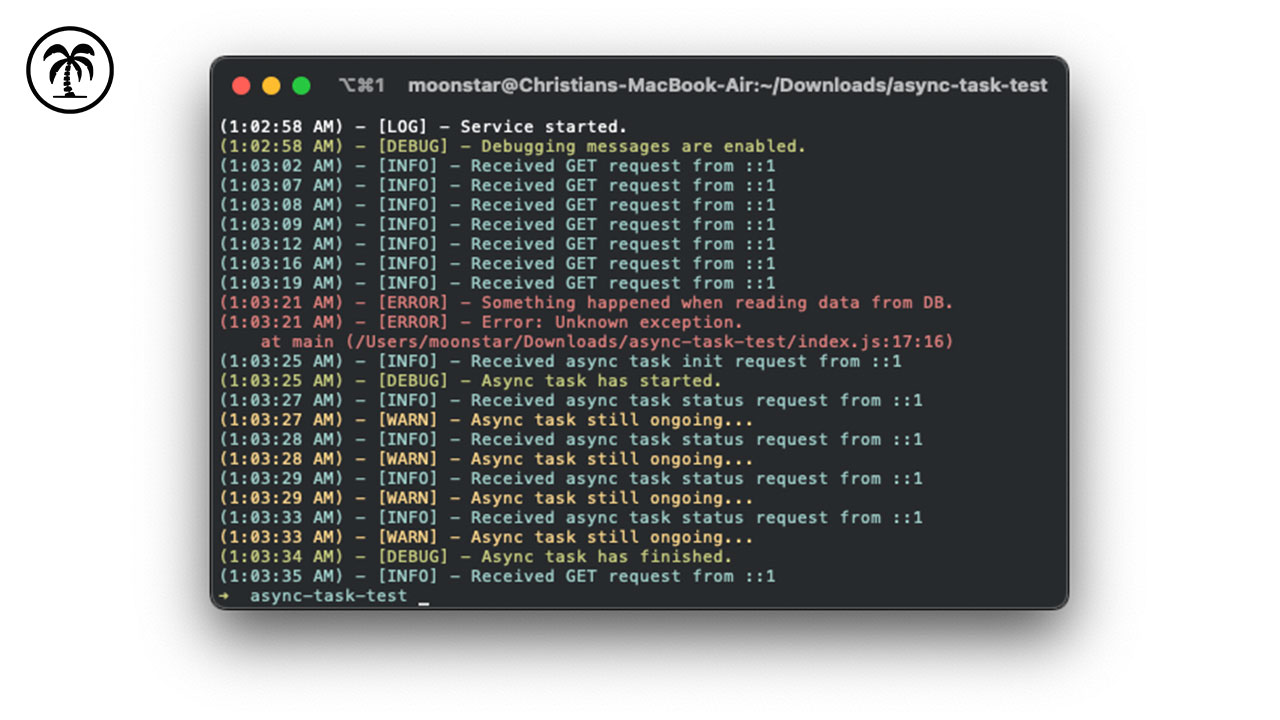 ⌥⌘1 moonstar@Christians-MacBook-Air:~/Downloads/async-task-test
(1:02:58 AM) – [LOG] – Service started.
(1:02:58 AM) – [DEBUG] – Debugging messages are enabled.
(1:03:02 AM) – [INFO] – Received GET request from ::1
(1:03:07 AM) – [INFO] – Received GET request from ::1
(1:03:08 AM) – [INFO] – Received GET request from ::1
(1:03:09 AM) – [INFO] – Received GET request from ::1
(1:03:12 AM) – [INFO] – Received GET request from ::1
(1:03:16 AM) – [INFO] – Received GET request from ::1
(1:03:19 AM) – [INFO] – Received GET request from ::1
(1:03:21 AM) – [ERROR] – Something happened when reading data from DB.
(1:03:21 AM) – [ERROR] – Error: Unknown exception.
at main (/Users/moonstar/Downloads/async-task-test/index.js:17:16)
(1:03:25 AM) – [INFO] – Received async task init request from ::1
(1:03:25 AM) – [DEBUG] – Async task has started.
(1:03:27 AM) – [INFO] – Received async task status request from ::1
(1:03:27 AM) – [WARN] – Async task still ongoing...
(1:03:28 AM) – [INFO] – Received async task status request from ::1
(1:03:28 AM) – [WARN] – Async task still ongoing...
(1:03:29 AM) – [INFO] – Received async task status request from ::1
(1:03:29 AM) – [WARN] – Async task still ongoing...
(1:03:33 AM) – [INFO] – Received async task status request from ::1
(1:03:33 AM) – [WARN] – Async task still ongoing...
(1:03:34 AM) – [DEBUG] – Async task has finished.
(1:03:35 AM) – [INFO] – Received GET request from ::1
➜ async-task-test _